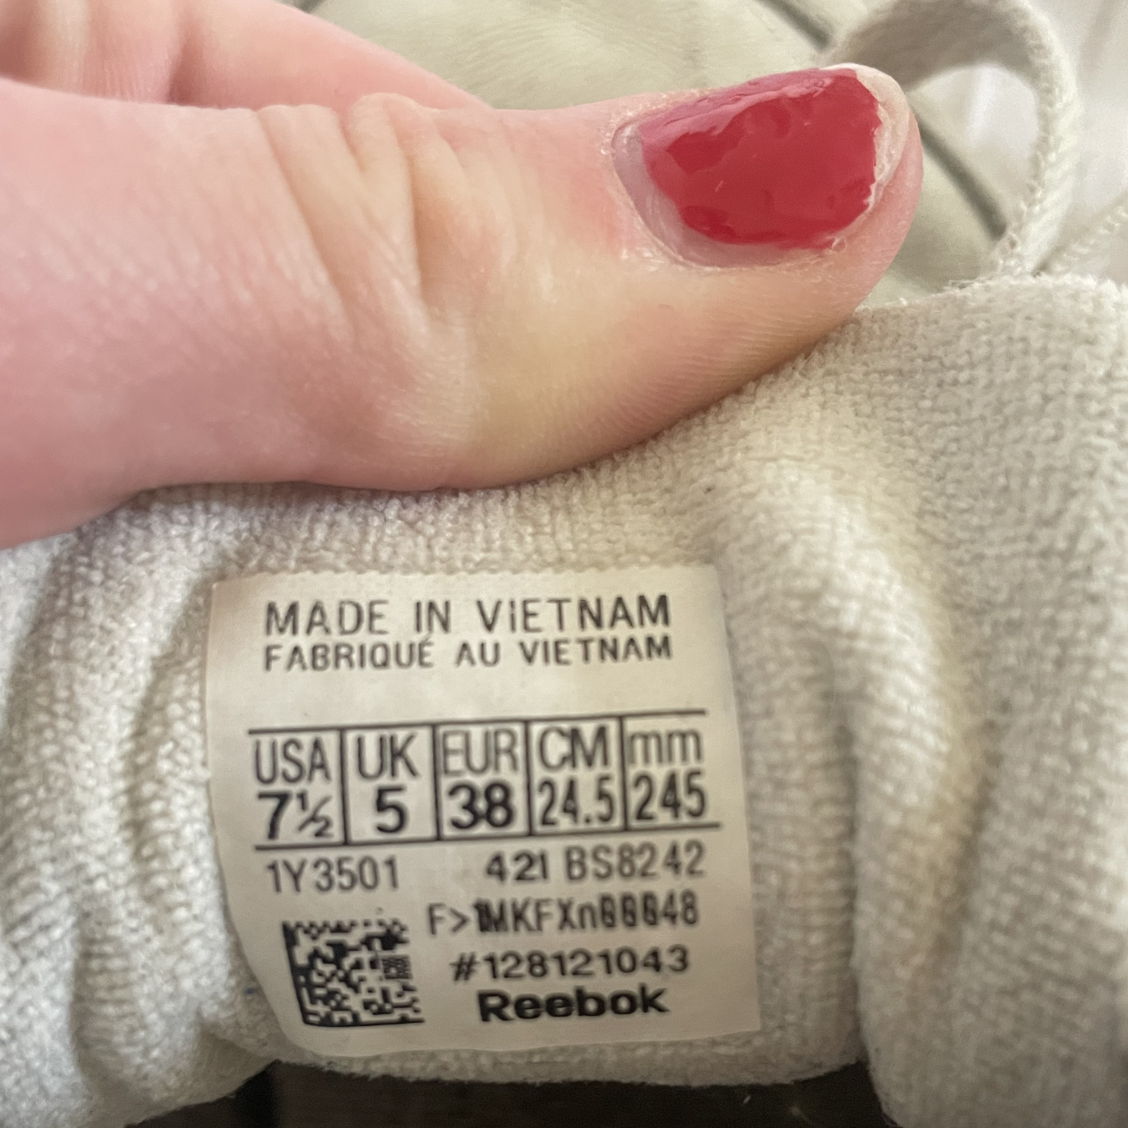 MADE IN VIETNAM
FABRIQUÉ AU VIETNAM
USA UK EUR CM mm
7½ 5 38 24.5 245
1Y3501 421 BS8242
#128121043
Reebok